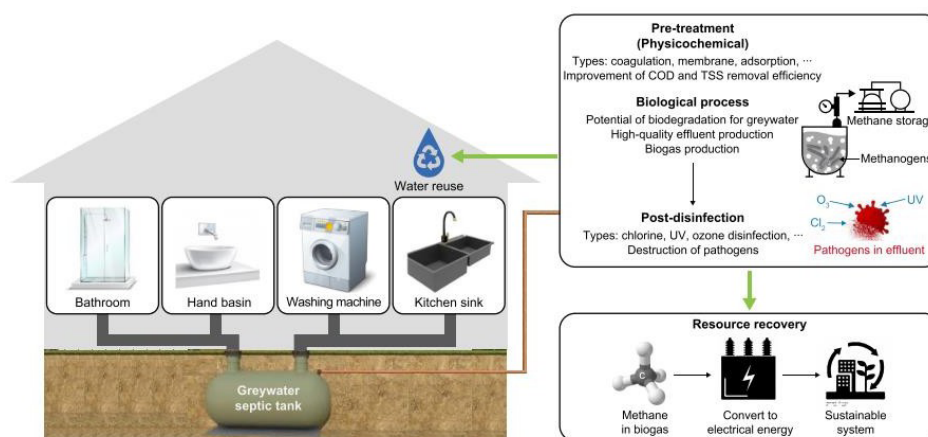 Pre-treatment
(Physicochemical)
Types: coagulation, membrane, adsorption, ···
Improvement of COD and TSS removal efficiency
Biological process
Potential of biodegradation for greywater
High-quality effluent production
Biogas production
Methane storag
Methanogens
Post-disinfection
Types: chlorine, UV, ozone disinfection, ···
Destruction of pathogens
O3
UV
Cl2
Pathogens in effluent
Water reuse
Bathroom
Hand basin
Washing machine
Kitchen sink
Greywater
septic tank
Resource recovery
C
Methane
in biogas
Convert to
electrical energy
Sustainable
system